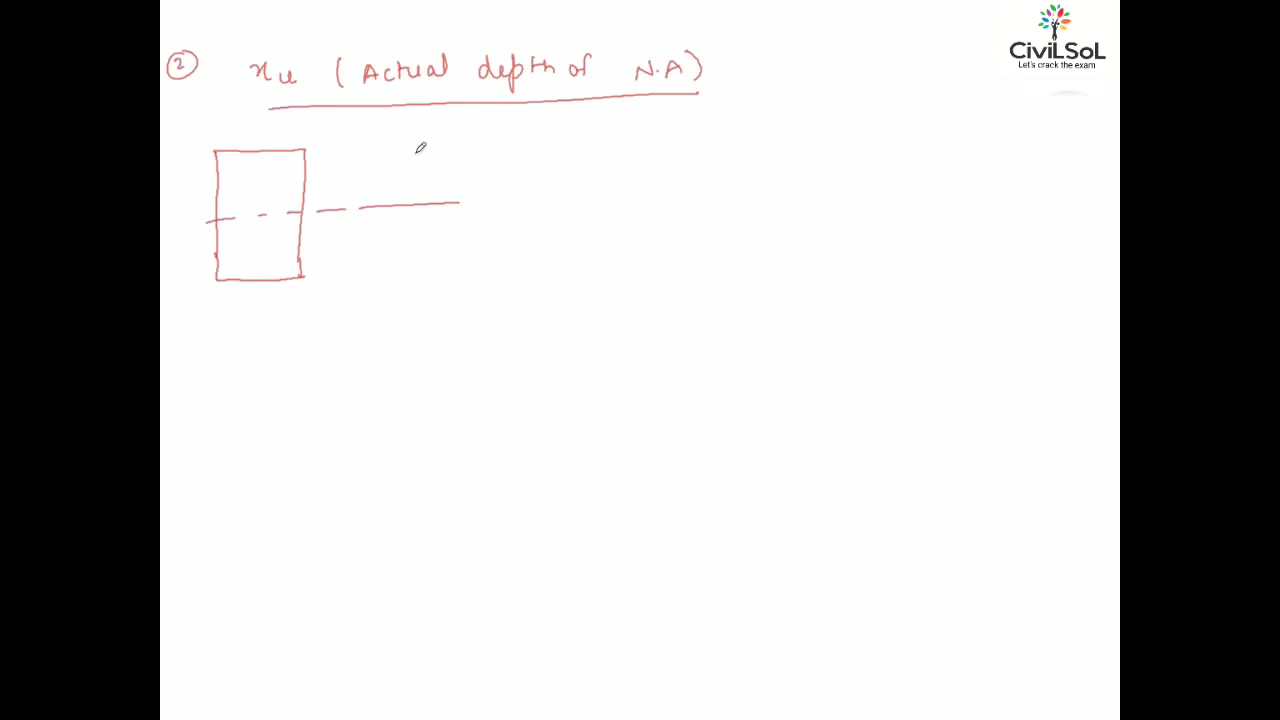 ② xu (Actual depth of N.A)
CiviLSoL
Let's crack the exam